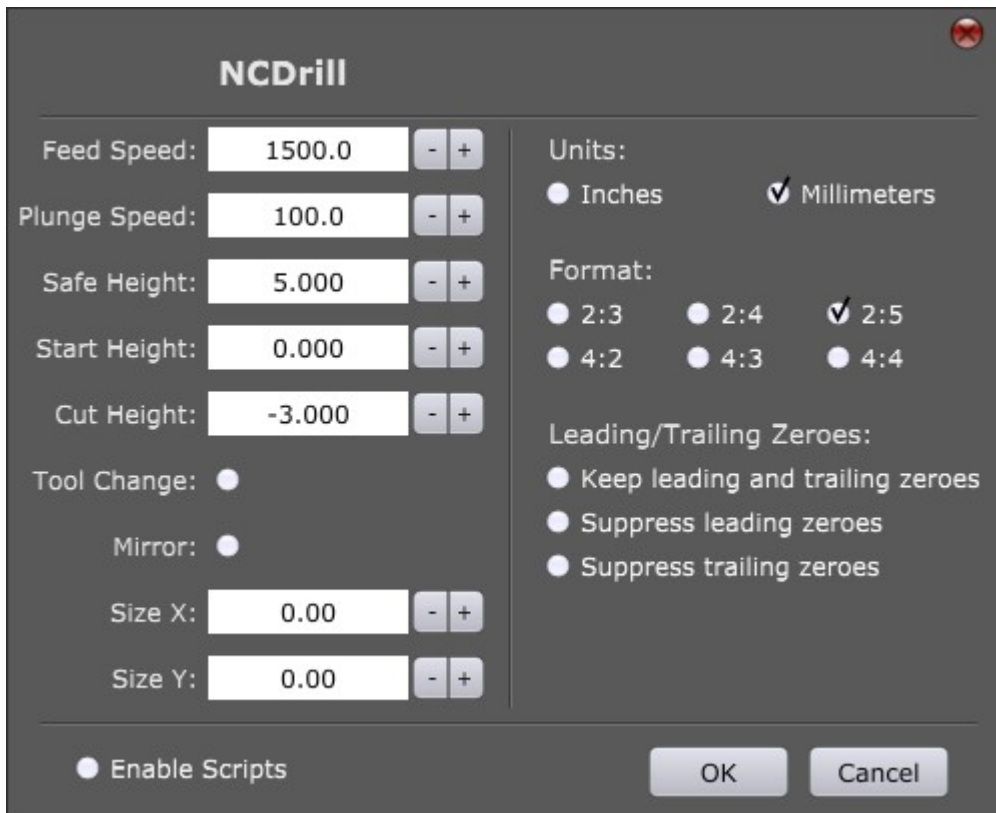 NCDrill
Feed Speed: 1500.0 - +
Plunge Speed: 100.0 - +
Safe Height: 5.000 - +
Start Height: 0.000 - +
Cut Height: -3.000 - +
Tool Change:
Mirror:
Size X: 0.00 - +
Size Y: 0.00 - +
Units:
Inches Millimeters
Format:
2:3 2:4 2:5
4:2 4:3 4:4
Leading/Trailing Zeroes:
Keep leading and trailing zeroes
Suppress leading zeroes
Suppress trailing zeroes
Enable Scripts
OK Cancel